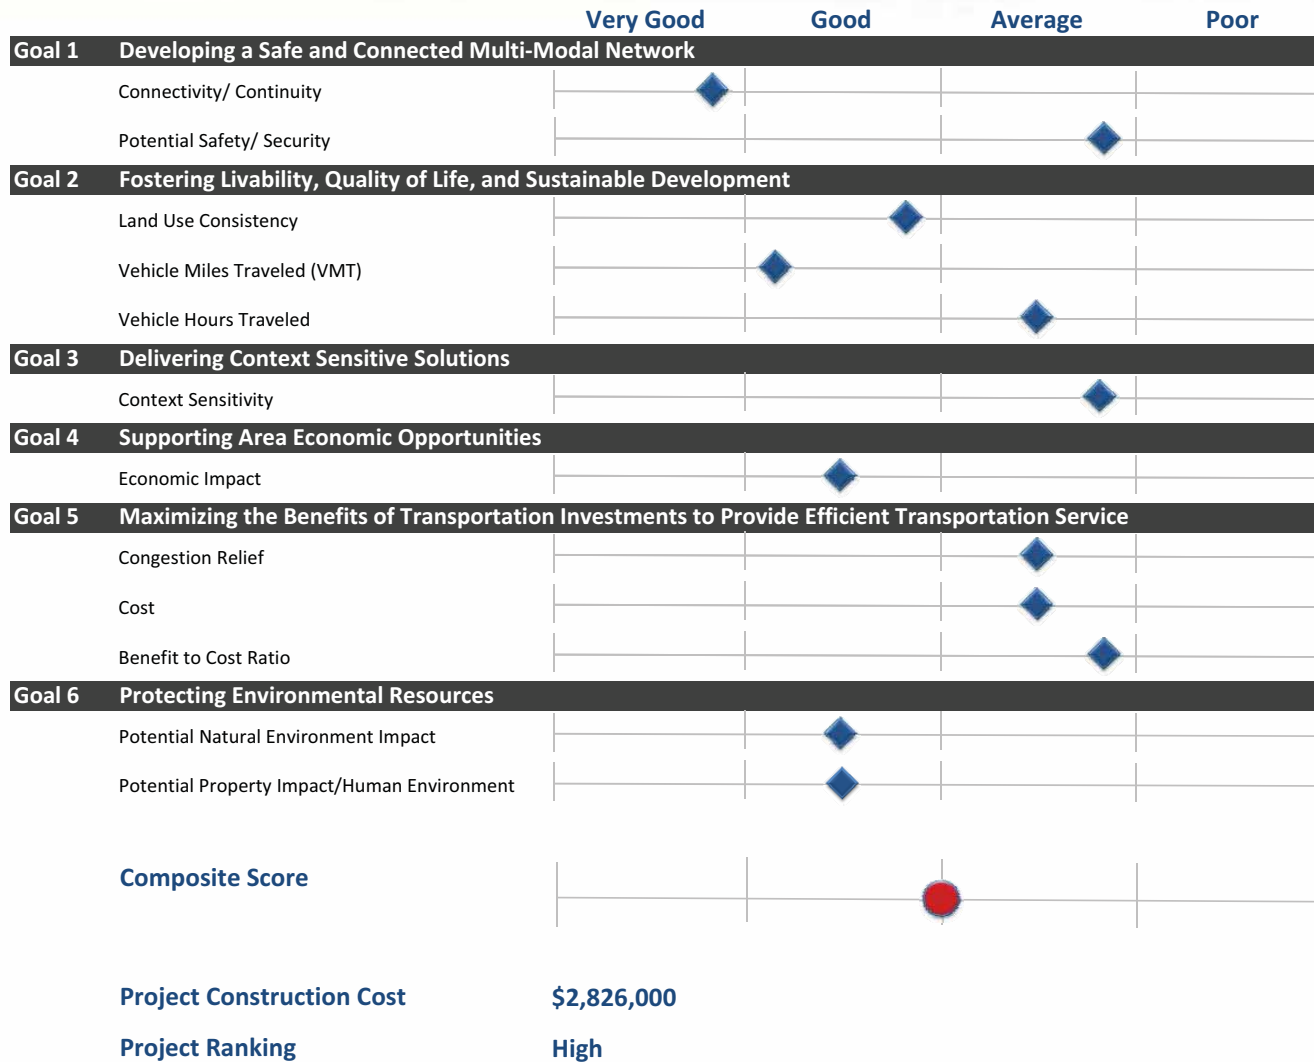 Very Good Good Average Poor
Goal 1 Developing a Safe and Connected Multi-Modal Network
Connectivity/ Continuity
Potential Safety/ Security
Goal 2 Fostering Livability, Quality of Life, and Sustainable Development
Land Use Consistency
Vehicle Miles Traveled (VMT)
Vehicle Hours Traveled
Goal 3 Delivering Context Sensitive Solutions
Context Sensitivity
Goal 4 Supporting Area Economic Opportunities
Economic Impact
Goal 5 Maximizing the Benefits of Transportation Investments to Provide Efficient Transportation Service
Congestion Relief
Cost
Benefit to Cost Ratio
Goal 6 Protecting Environmental Resources
Potential Natural Environment Impact
Potential Property Impact/Human Environment
Composite Score
Project Construction Cost $2,826,000
Project Ranking High